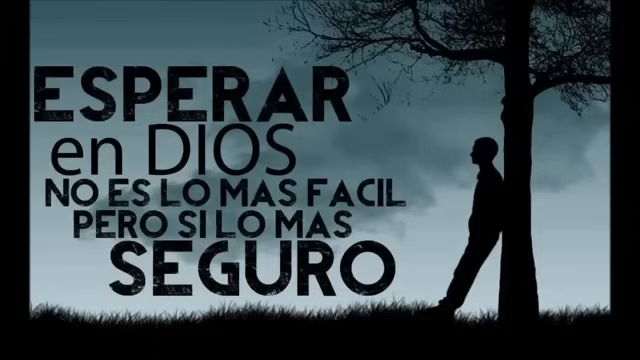 ESPERAR
en DIOS
NO ES LO MAS FACIL
PERO SI LO MAS
SEGURO